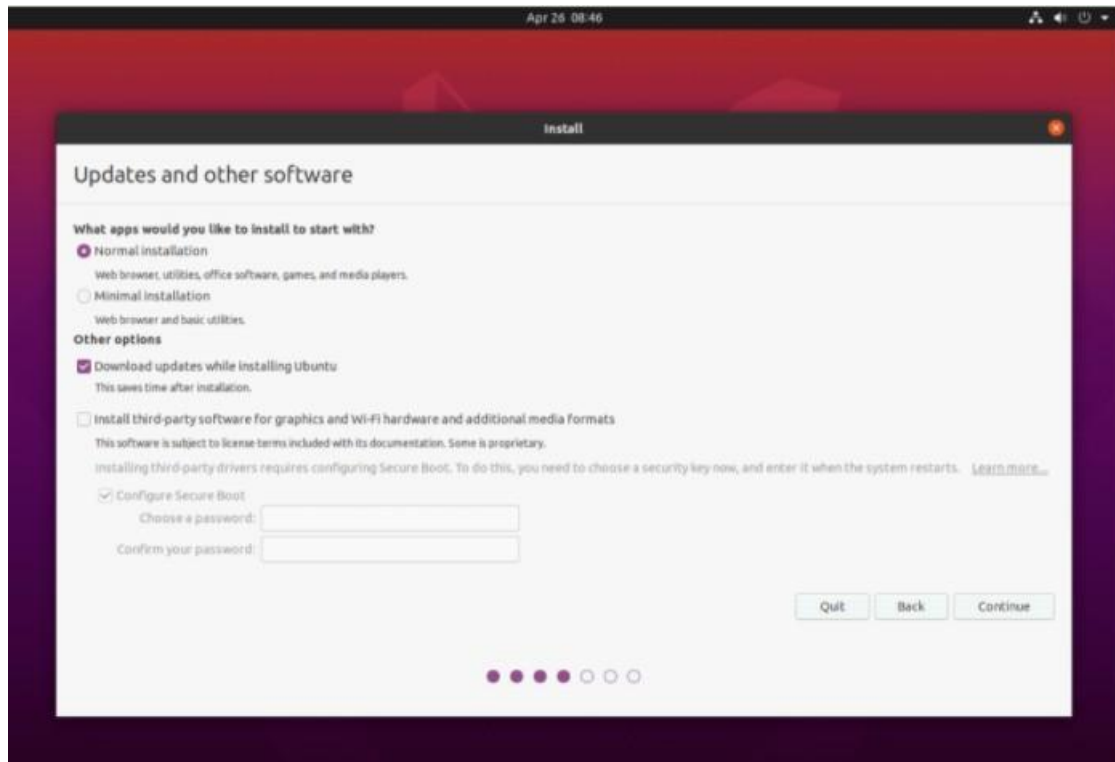 Apr 26 08:46
Install
Updates and other software
What apps would you like to install to start with?
Normal installation
Web browser, utilities, office software, games, and media players.
Minimal installation
Web browser and basic utilities.
Other options
Download updates while installing Ubuntu
This saves time after installation.
Install third-party software for graphics and Wi-Fi hardware and additional media formats
This software is subject to license terms included with its documentation. Some is proprietary.
Installing third-party drivers requires configuring Secure Boot. To do this, you need to choose a security key now, and enter it when the system restarts. Learn more...
Configure Secure Boot
Choose a password:
Confirm your password:
Quit Back Continue